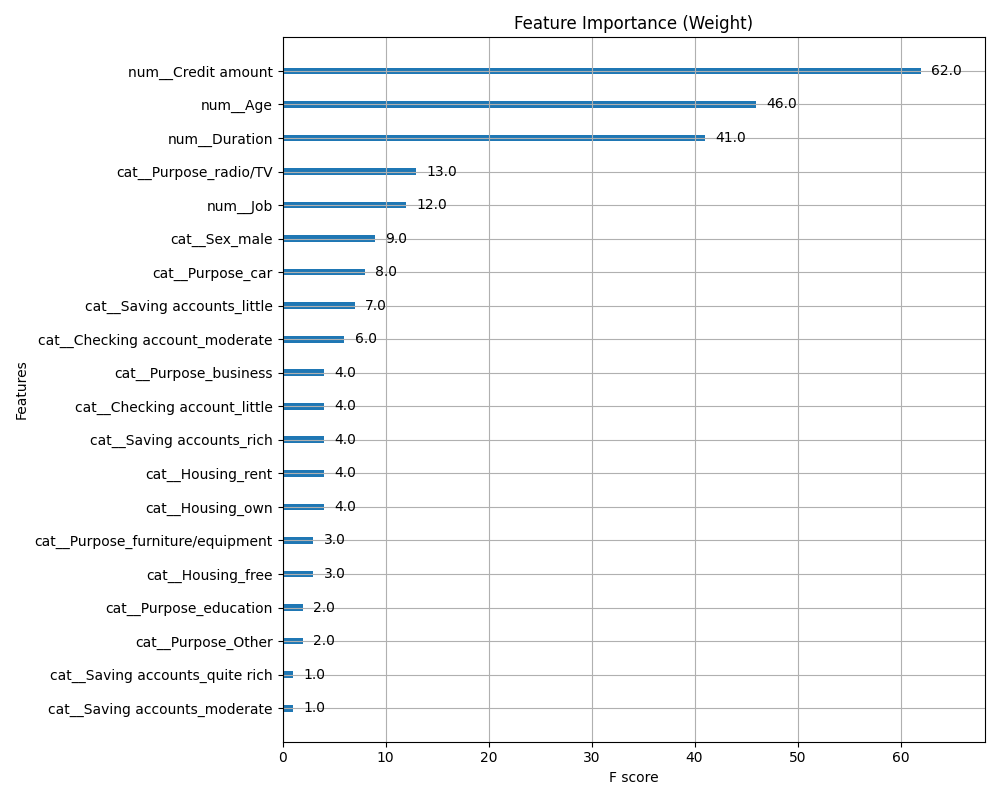 Feature Importance (Weight)
num__Credit amount 62.0
num__Age 46.0
num__Duration 41.0
cat__Purpose_radio/TV 13.0
num__Job 12.0
cat__Sex_male 9.0
cat__Purpose_car 8.0
cat__Saving accounts_little 7.0
cat__Checking account_moderate 6.0
cat__Purpose_business 4.0
cat__Checking account_little 4.0
cat__Saving accounts_rich 4.0
cat__Housing_rent 4.0
cat__Housing_own 4.0
cat__Purpose_furniture/equipment 3.0
cat__Housing_free 3.0
cat__Purpose_education 2.0
cat__Purpose_Other 2.0
cat__Saving accounts_quite rich 1.0
cat__Saving accounts_moderate 1.0
Features
0 10 20 30 40 50 60
F score